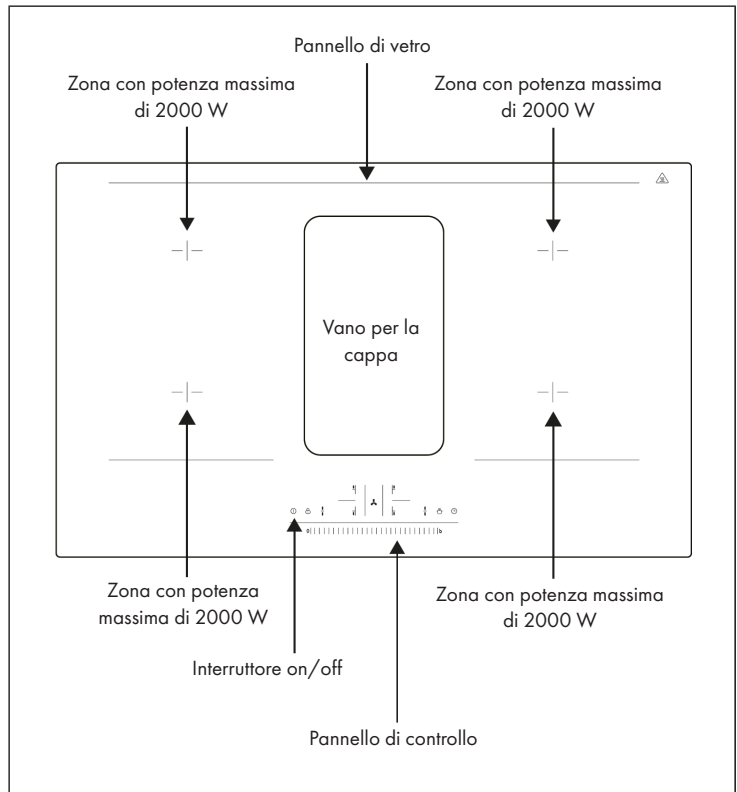 Pannello di vetro
Zona con potenza massima
di 2000 W
Zona con potenza massima
di 2000 W
Vano per la
cappa
Zona con potenza
massima di 2000 W
Zona con potenza massima
di 2000 W
Interruttore on/off
Pannello di controllo